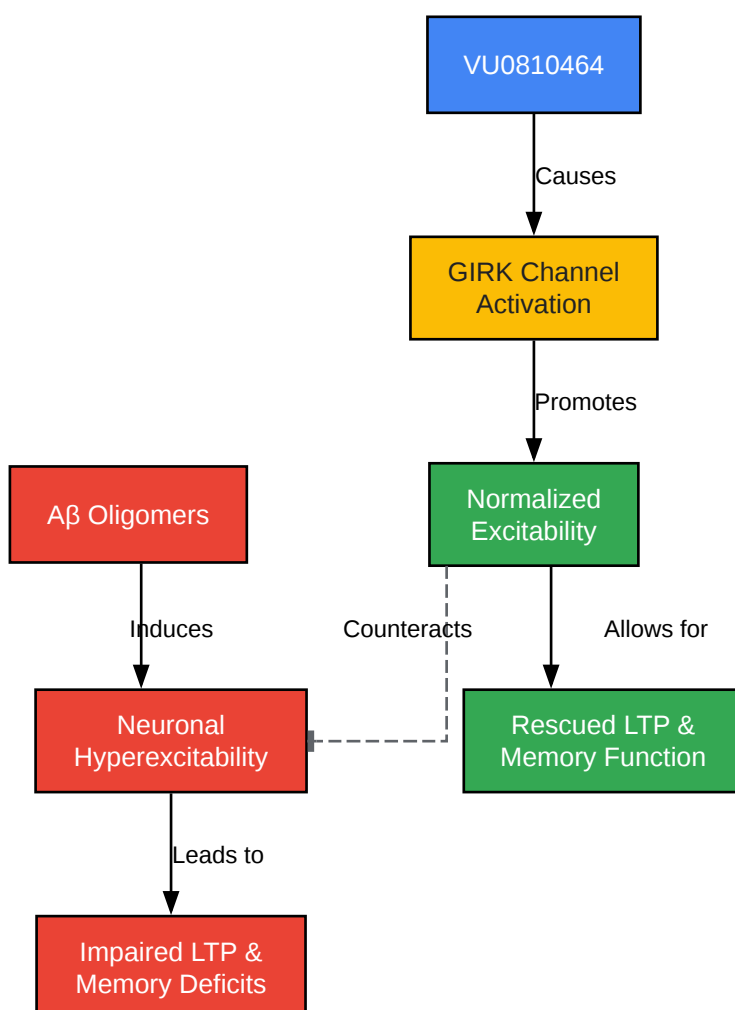 VU0810464
Causes
GIRK Channel
Activation
Promotes
Aβ Oligomers
Normalized
Excitability
Induces
Counteracts
Allows for
Neuronal
Hyperexcitability
Rescued LTP &
Memory Function
Leads to
Impaired LTP &
Memory Deficits